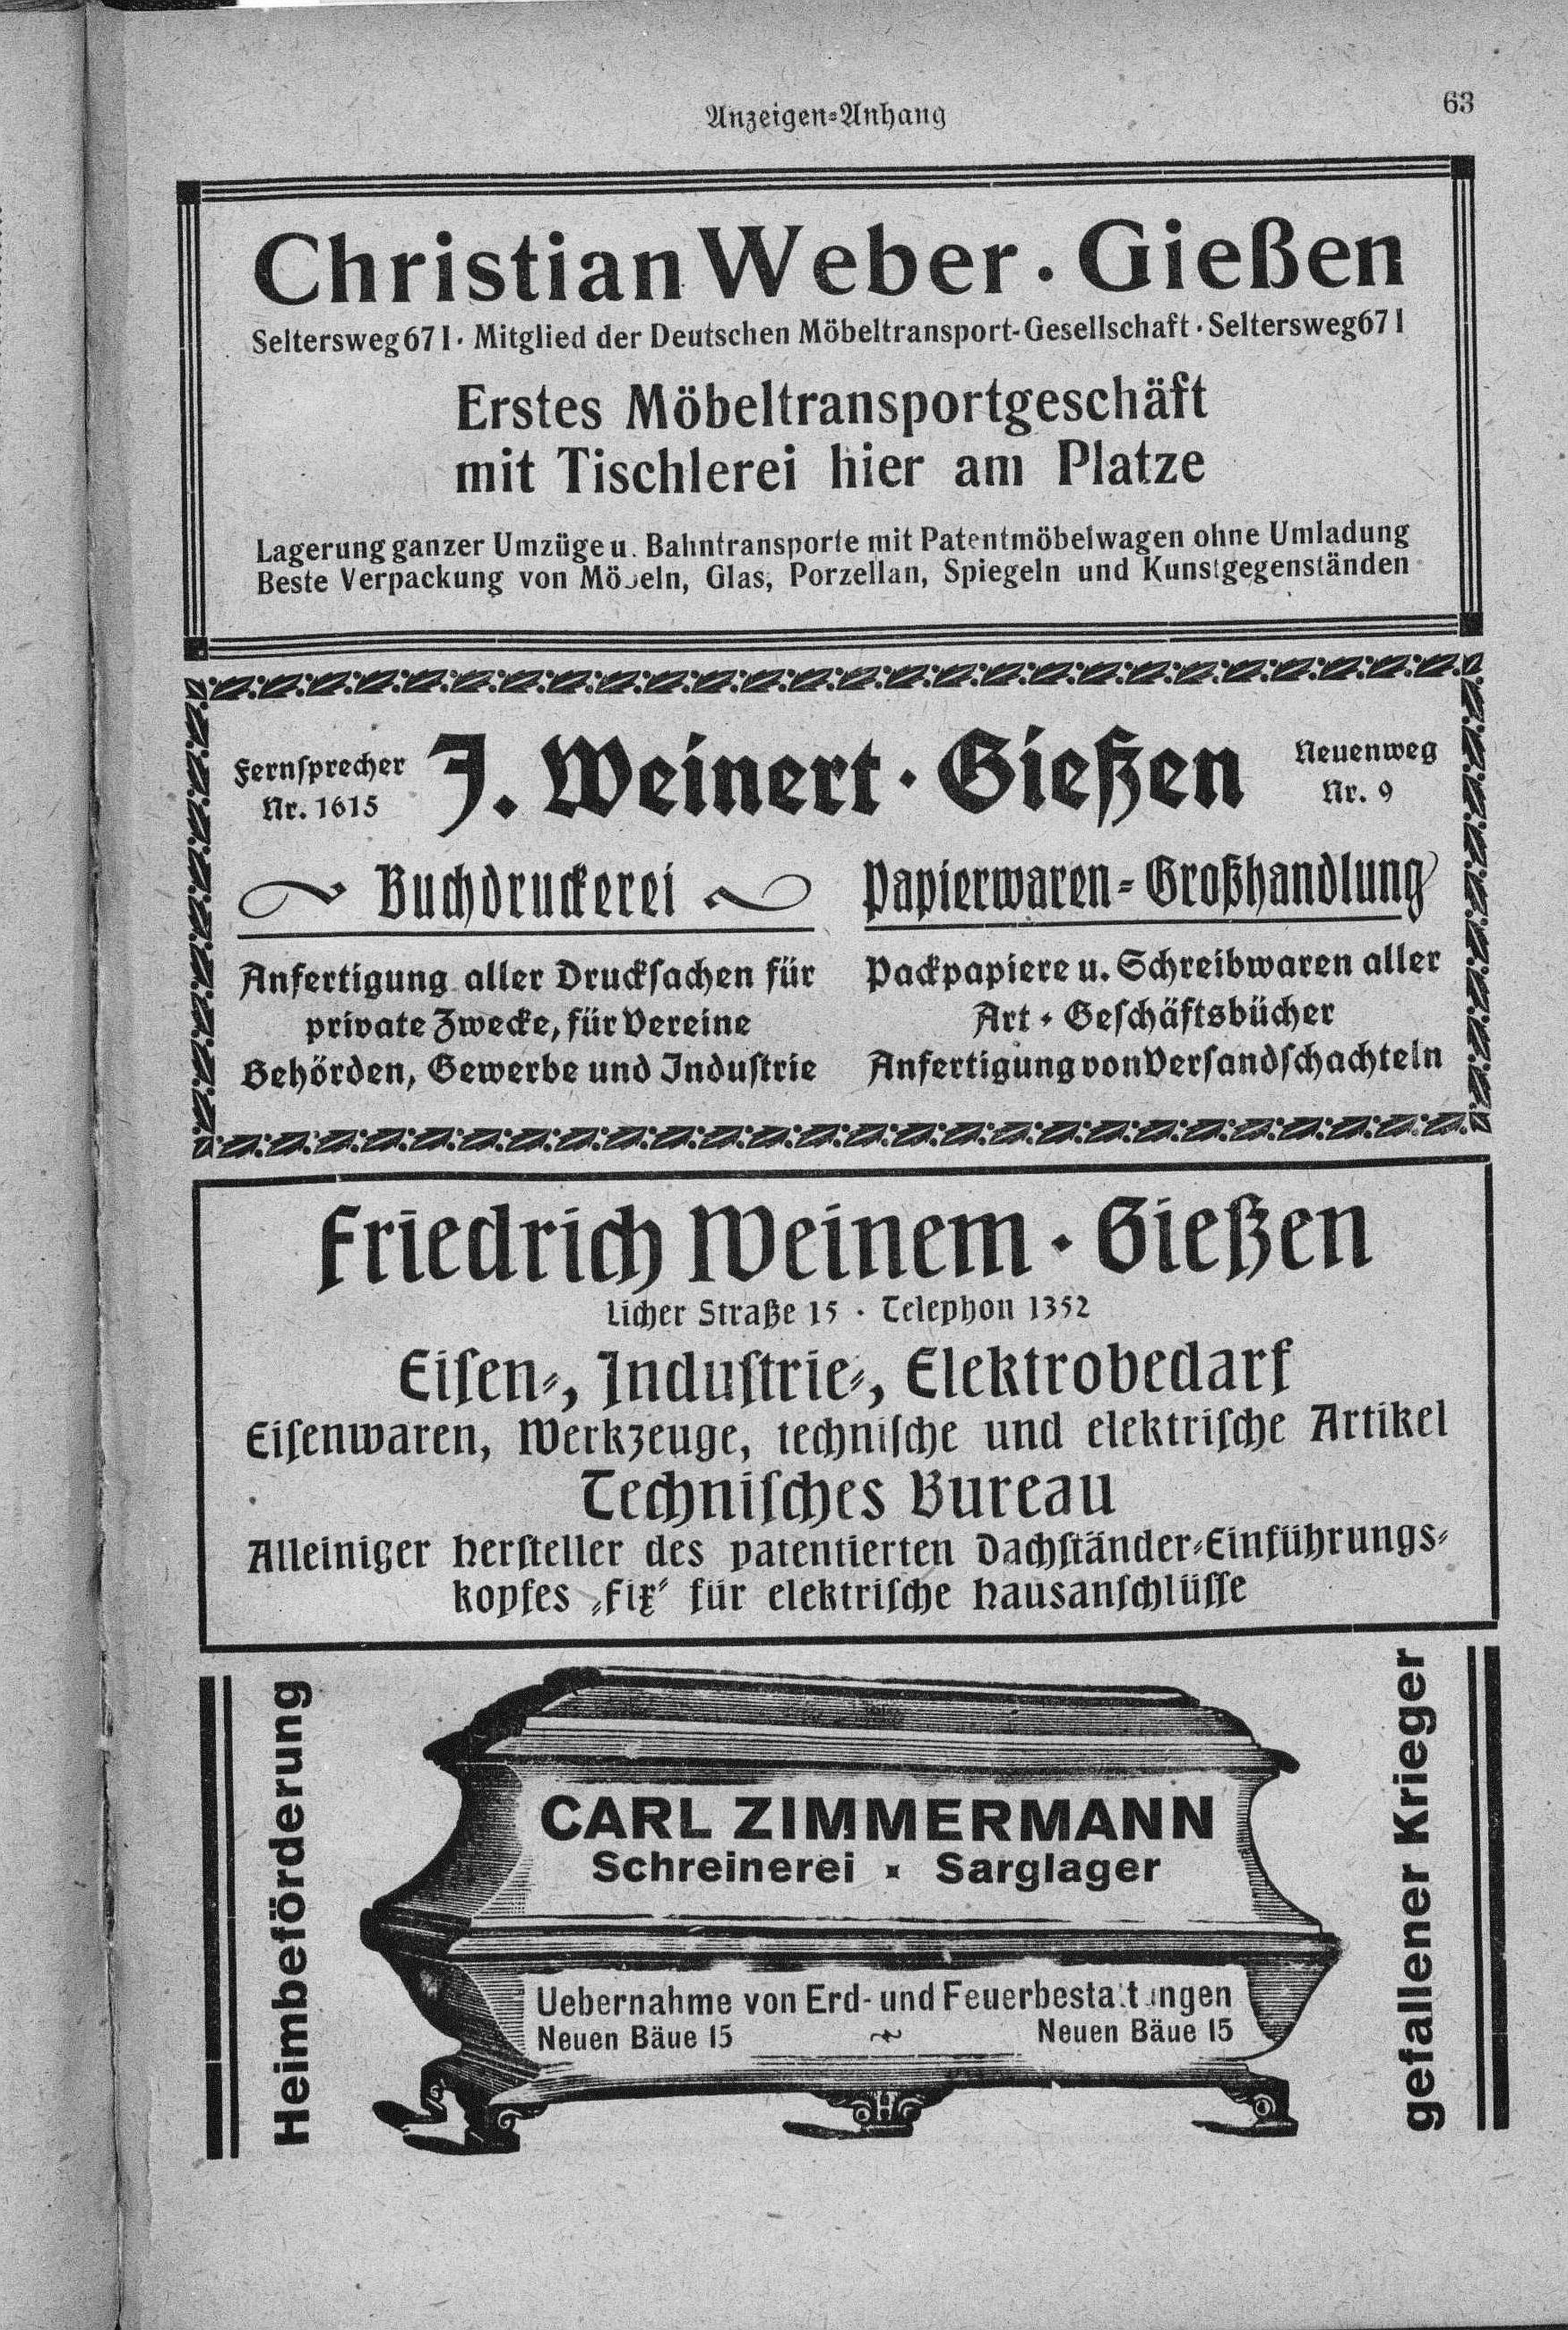 Anzeigen=Anhang
63
Christian Weber · Gießen
Seltersweg 67 I · Mitglied der Deutschen Möbeltransport-Gesellschaft · Seltersweg 67 I
Erstes Möbeltransportgeschäft
mit Tischlerei hier am Platze
Lagerung ganzer Umzüge u. Bahntransporte mit Patentmöbelwagen ohne Umladung
Beste Verpackung von Möbeln, Glas, Porzellan, Spiegeln und Kunstgegenständen
Fernsprecher
Nr. 1615
J. Weinert · Gießen
Neuenweg
Nr. 9
Buchdruckerei
Anfertigung aller Druckſachen für
private Zwecke, für Vereine
Behörden, Gewerbe und Induſtrie
Papierwaren=Großhandlung
Packpapiere u. Schreibwaren aller
Art · Geſchäftsbücher
Anfertigung von Verſandſchachteln
Friedrich Weinem · Gießen
Licher Straße 15 · Telephon 1352
Eiſen=, Induſtrie=, Elektrobedarf
Eiſenwaren, Werkzeuge, techniſche und elektriſche Artikel
Techniſches Bureau
Alleiniger Herſteller des patentierten Dachſtänder=Einführungs=
kopfes „Fix“ für elektriſche Hausanſchlüſſe
Heimbeförderung
CARL ZIMMERMANN
Schreinerei × Sarglager
Uebernahme von Erd- und Feuerbestattungen
Neuen Bäue 15 Neuen Bäue 15
H
gefallener Krieger